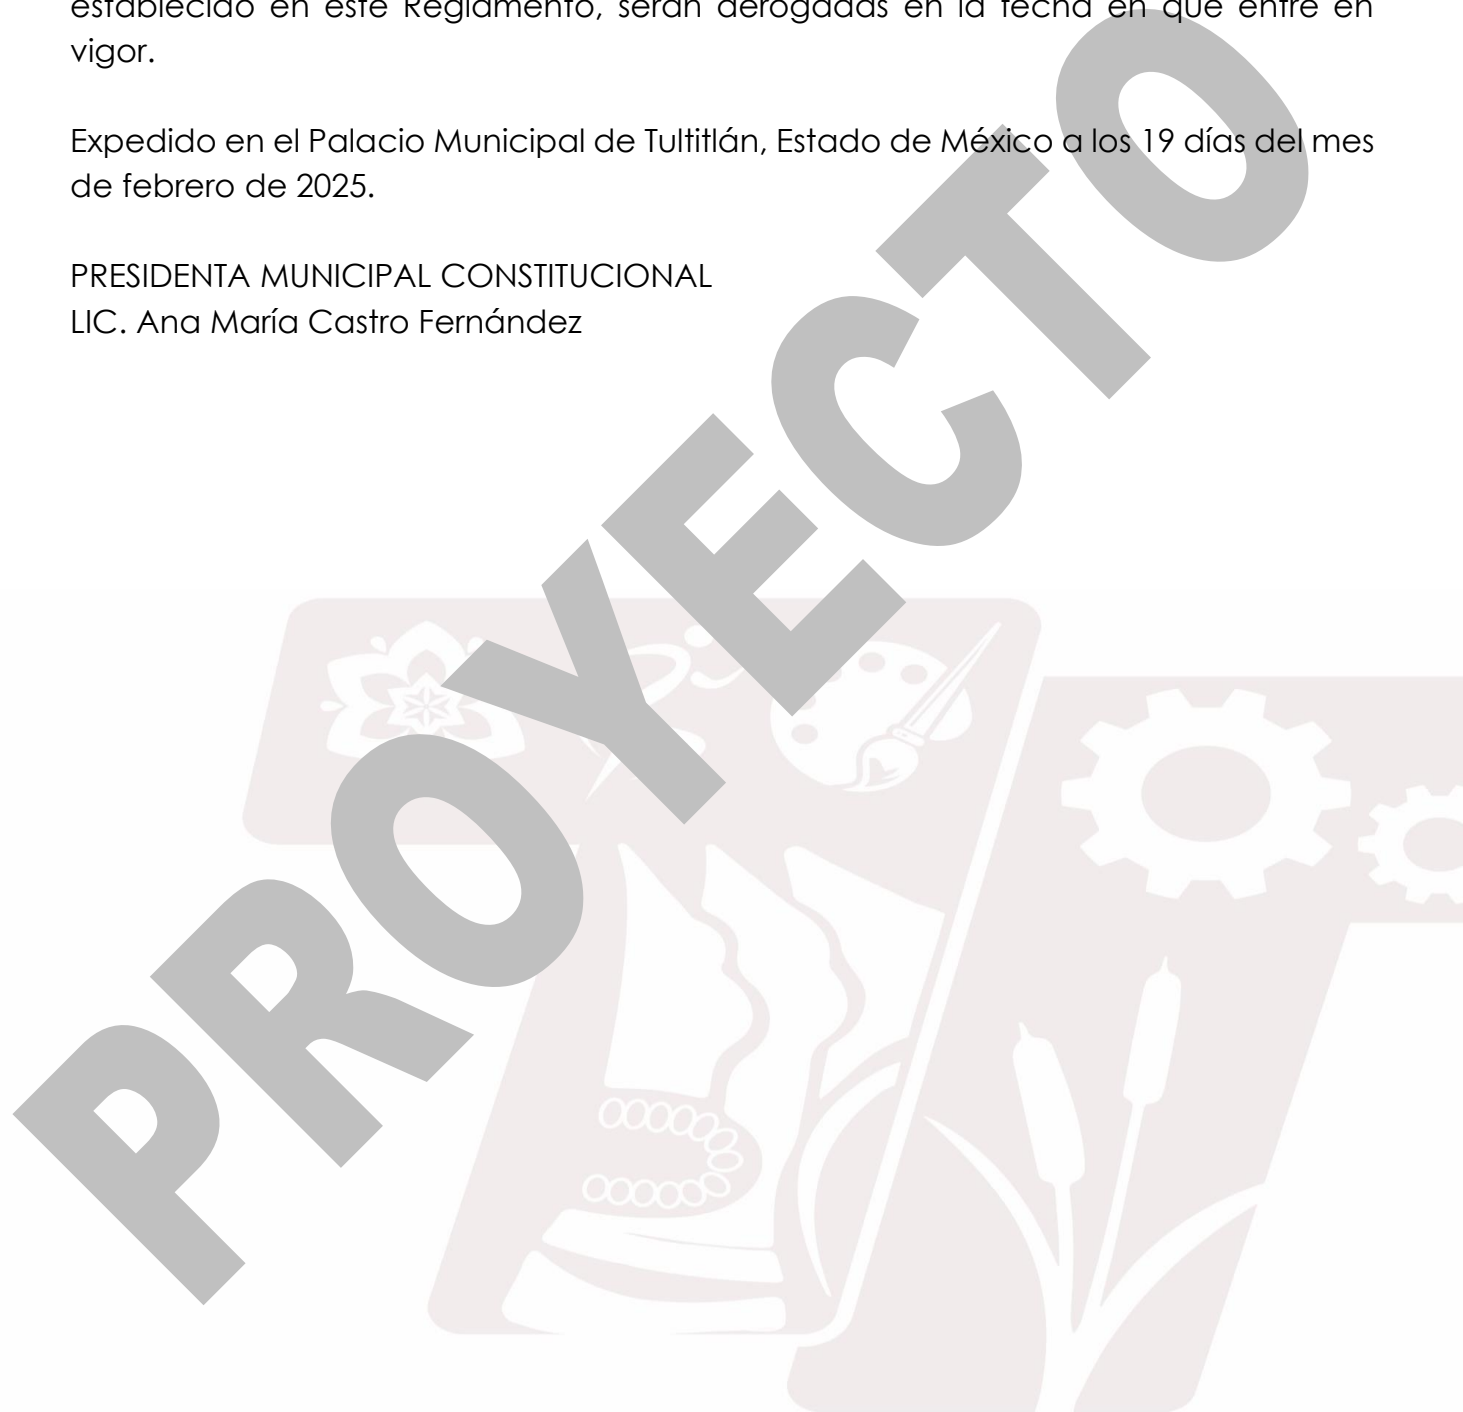 establecido en este Reglamento, serán derogadas en la fecha en que entre en
vigor.
Expedido en el Palacio Municipal de Tultitlán, Estado de México a los 19 días del mes
de febrero de 2025.
PRESIDENTA MUNICIPAL CONSTITUCIONAL
LIC. Ana María Castro Fernández
PROYECTO